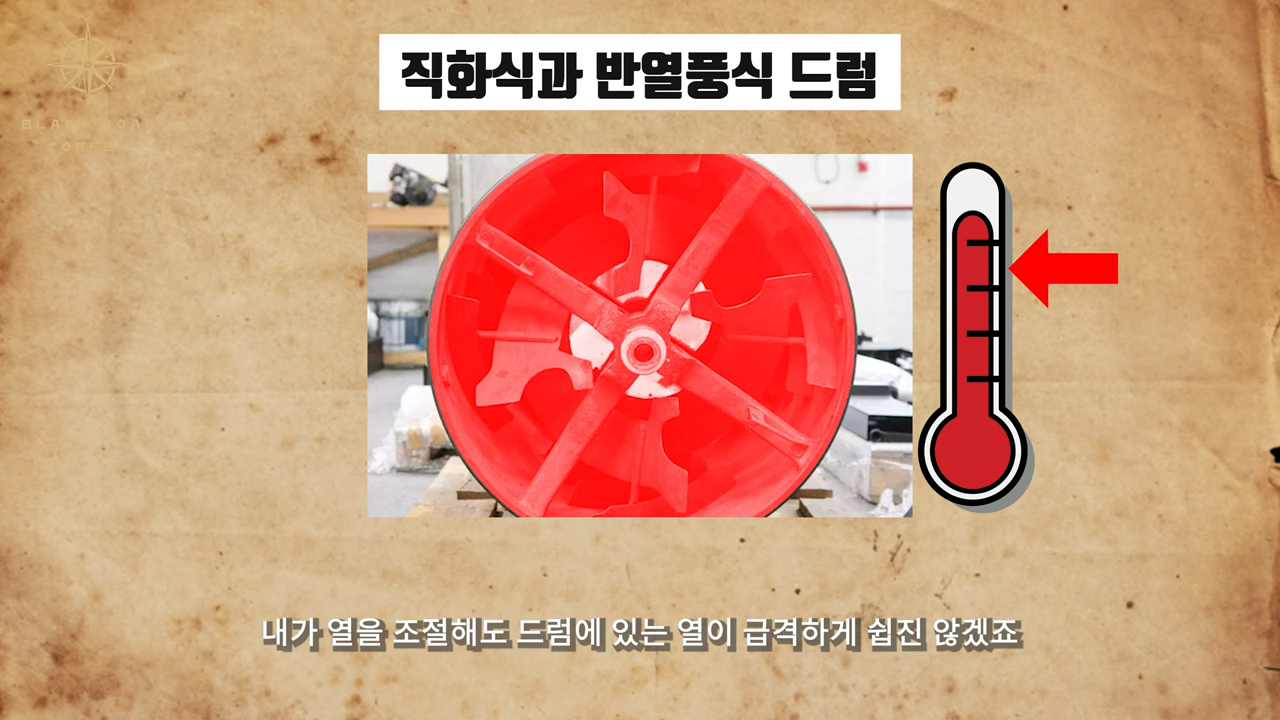 직화식과 반열풍식 드럼
내가 열을 조절해도 드럼에 있는 열이 급격하게 쉽진 않겠죠